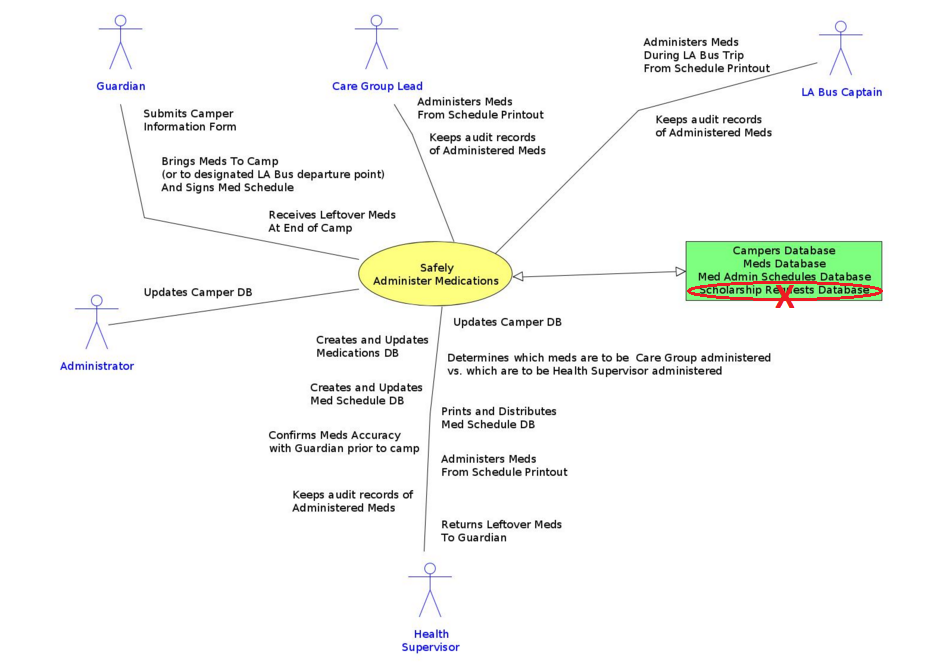 Guardian
Care Group Lead
LA Bus Captain
Administers Meds
During LA Bus Trip
From Schedule Printout
Keeps audit records
of Administered Meds
Administers Meds
From Schedule Printout
Keeps audit records
of Administered Meds
Submits Camper
Information Form
Brings Meds To Camp
(or to designated LA Bus departure point)
And Signs Med Schedule
Receives Leftover Meds
At End of Camp
Safely
Administer Medications
Campers Database
Meds Database
Med Admin Schedules Database
Scholarship Requests Database
X
Updates Camper DB
Administrator
Updates Camper DB
Creates and Updates
Medications DB
Determines which meds are to be Care Group administered
vs. which are to be Health Supervisor administered
Creates and Updates
Med Schedule DB
Prints and Distributes
Med Schedule DB
Confirms Meds Accuracy
with Guardian prior to camp
Administers Meds
From Schedule Printout
Keeps audit records of
Administered Meds
Returns Leftover Meds
To Guardian
Health
Supervisor